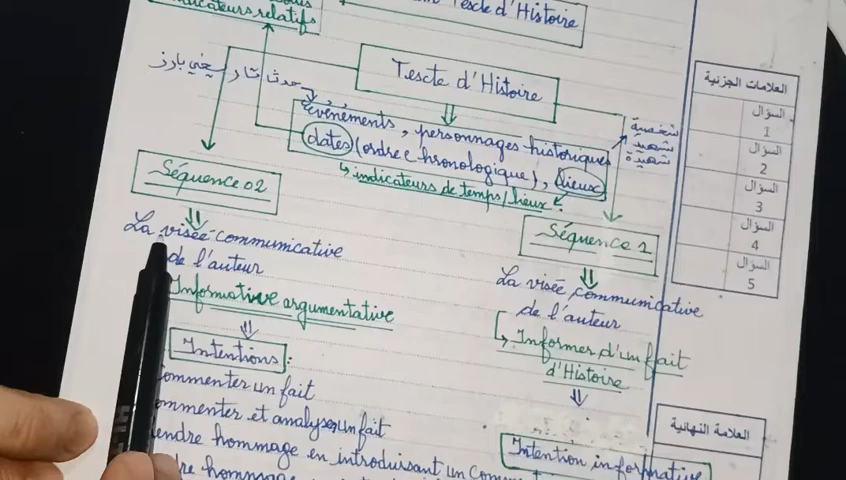 indicateurs relatifs
Texte d'Histoire
Texte d'Histoire
حدثا تاريخي بارز
événements, personnages historiques
dates (ordre chronologique), lieux
↳ indicateurs de temps/lieux.
شخصية
شهيد
شهيدة
Séquence 02
La visée communicative
de l'auteur
Informative argumentative
Intentions:
commenter un fait
commenter et analyser un fait
rendre hommage en introduisant un
hommage
Séquence 1
La visée communicative
de l'auteur
Informer d'un fait
d'Histoire
Intention informative
العلامات الجزئية
السؤال
1
السؤال
2
السؤال
3
السؤال
4
السؤال
5
العلامة النهائية